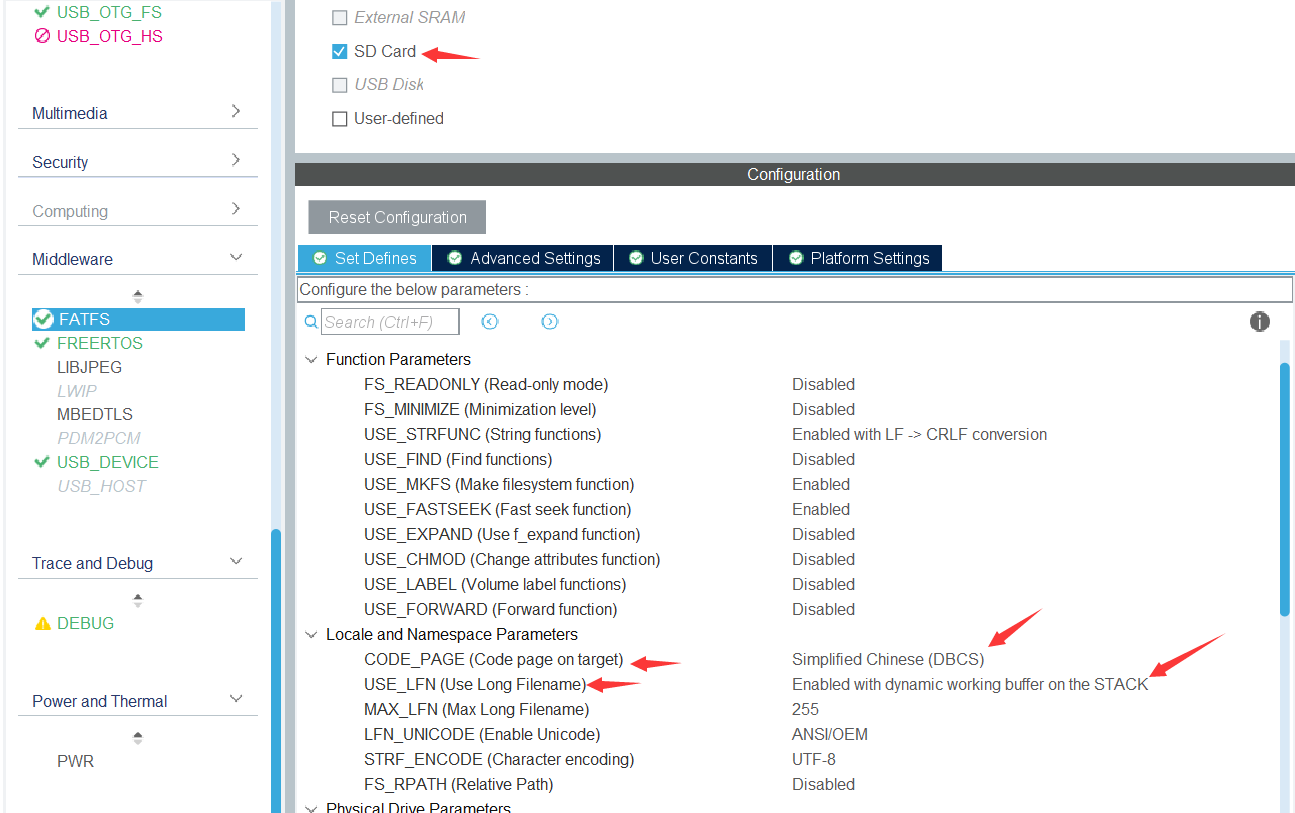 USB_OTG_FS
USB_OTG_HS
Multimedia
Security
Computing
Middleware
FATFS
FREERTOS
LIBJPEG
LWIP
MBEDTLS
PDM2PCM
USB_DEVICE
USB_HOST
Trace and Debug
DEBUG
Power and Thermal
PWR
External SRAM
SD Card
USB Disk
User-defined
Configuration
Reset Configuration
Set Defines Advanced Settings User Constants Platform Settings
Configure the below parameters :
Search (Ctrl+F)
Function Parameters
FS_READONLY (Read-only mode) Disabled
FS_MINIMIZE (Minimization level) Disabled
USE_STRFUNC (String functions) Enabled with LF -> CRLF conversion
USE_FIND (Find functions) Disabled
USE_MKFS (Make filesystem function) Enabled
USE_FASTSEEK (Fast seek function) Enabled
USE_EXPAND (Use f_expand function) Disabled
USE_CHMOD (Change attributes function) Disabled
USE_LABEL (Volume label functions) Disabled
USE_FORWARD (Forward function) Disabled
Locale and Namespace Parameters
CODE_PAGE (Code page on target) Simplified Chinese (DBCS)
USE_LFN (Use Long Filename) Enabled with dynamic working buffer on the STACK
MAX_LFN (Max Long Filename) 255
LFN_UNICODE (Enable Unicode) ANSI/OEM
STRF_ENCODE (Character encoding) UTF-8
FS_RPATH (Relative Path) Disabled
Physical Drive Parameters